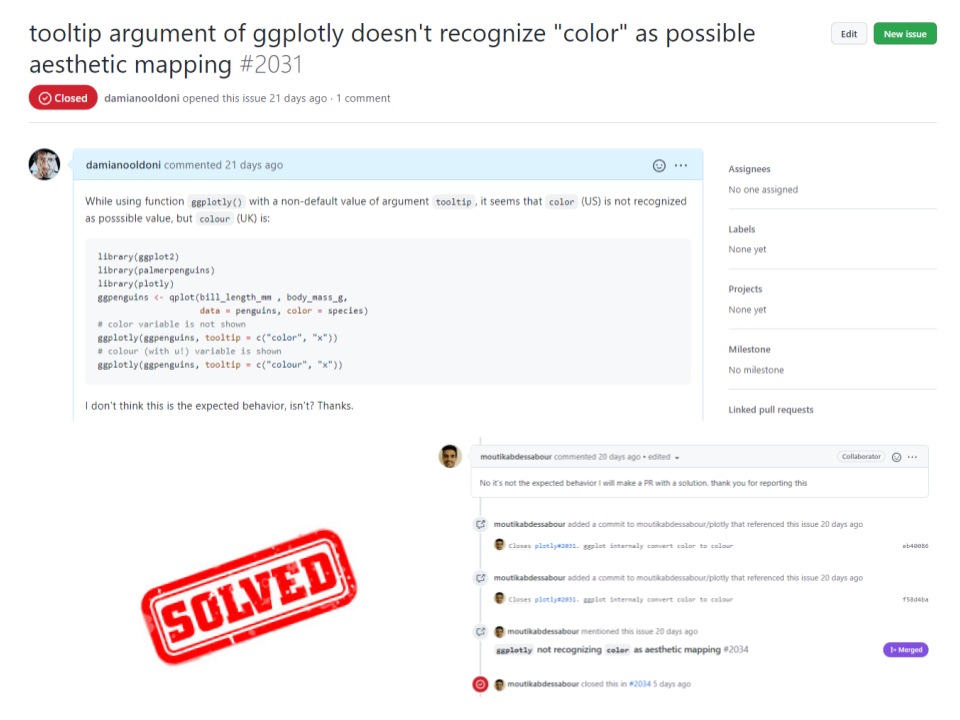 tooltip argument of ggplotly doesn't recognize "color" as possible
aesthetic mapping #2031
Edit
New issue
Closed
damianooldoni opened this issue 21 days ago · 1 comment
damianooldoni commented 21 days ago
While using function ggplotly() with a non-default value of argument tooltip, it seems that color (US) is not recognized
as posssible value, but colour (UK) is:
library(ggplot2)
library(palmerpenguins)
library(plotly)
ggpenguins <- qplot(bill_length_mm , body_mass_g,
data = penguins, color = species)
# color variable is not shown
ggplotly(ggpenguins, tooltip = c("color", "x"))
# colour (with u!) variable is shown
ggplotly(ggpenguins, tooltip = c("colour", "x"))
I don't think this is the expected behavior, isn't? Thanks.
Assignees
No one assigned
Labels
None yet
Projects
None yet
Milestone
No milestone
Linked pull requests
moutikabdessabour commented 20 days ago • edited
Collaborator
No it's not the expected behavior I will make a PR with a solution. thank you for reporting this
moutikabdessabour added a commit to moutikabdessabour/plotly that referenced this issue 20 days ago
Closes plotly#2031. ggplot internaly convert color to colour
eb40086
moutikabdessabour added a commit to moutikabdessabour/plotly that referenced this issue 20 days ago
Closes plotly#2031. ggplot internaly convert color to colour
f58d4ba
moutikabdessabour mentioned this issue 20 days ago
ggplotly not recognizing color as aesthetic mapping #2034
Merged
moutikabdessabour closed this in #2034 5 days ago
SOLVED